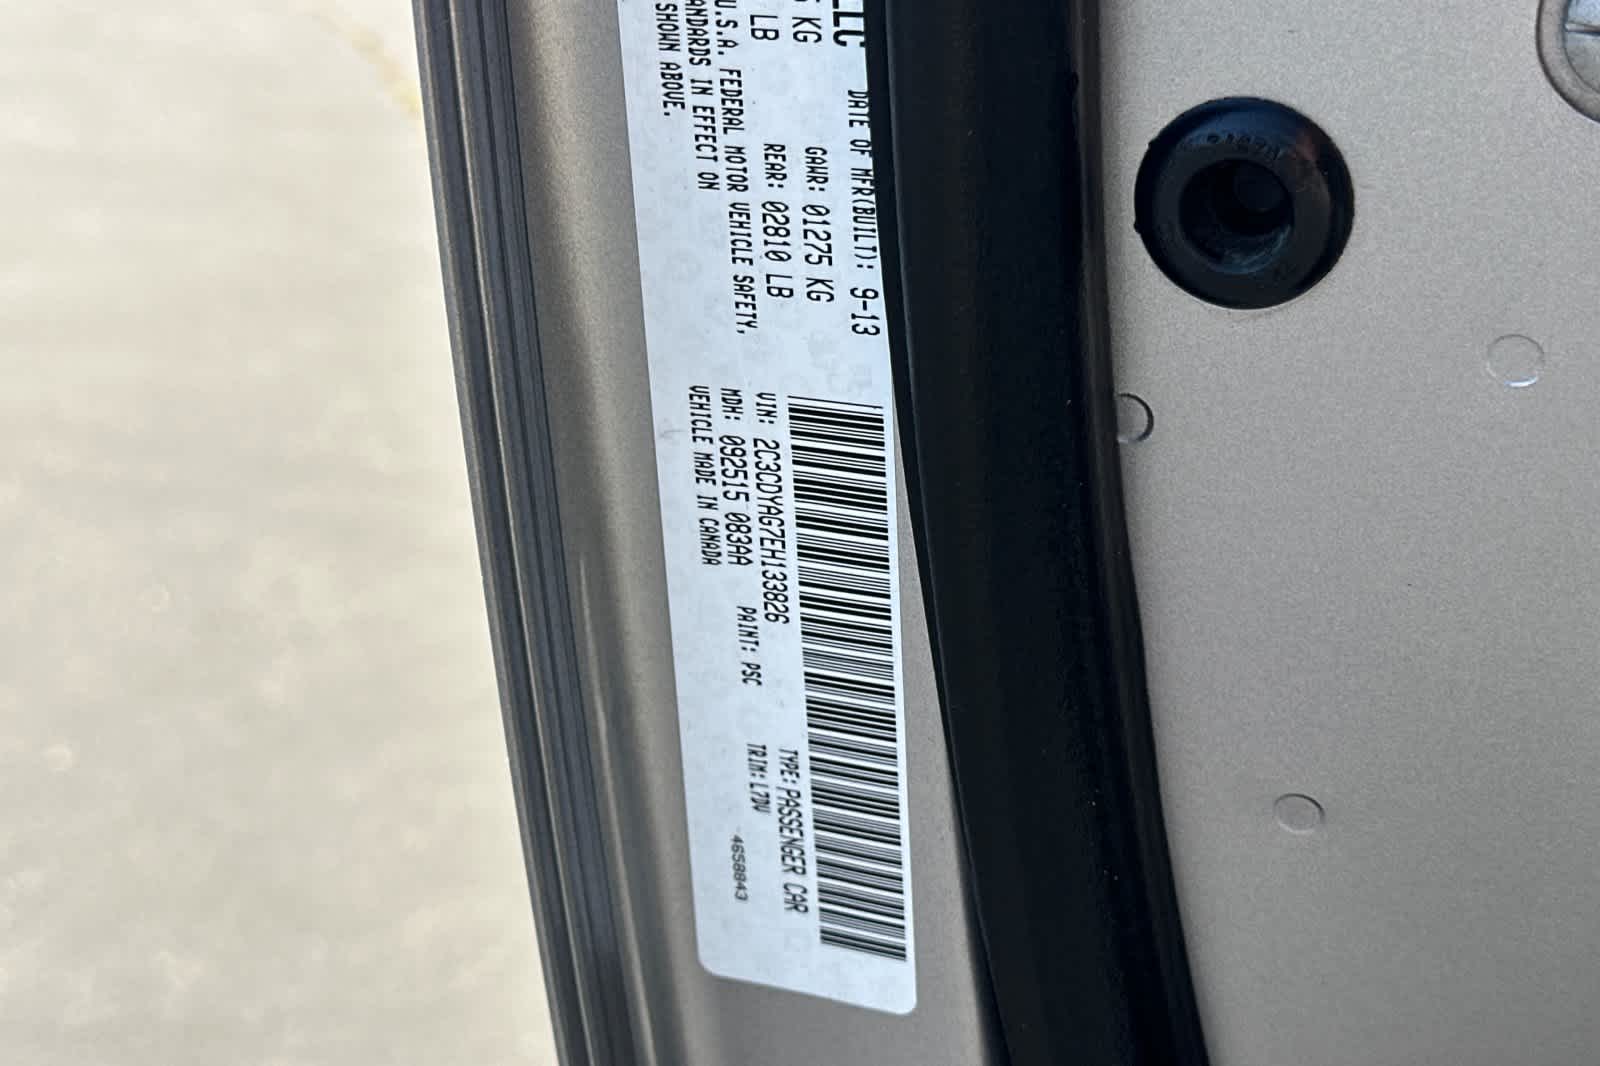 LLC DATE OF MFR(BUILT): 9-13
KG GAWR: 01275 KG
LB REAR: 02810 LB
U.S.A. FEDERAL MOTOR VEHICLE SAFETY,
ANDARDS IN EFFECT ON
SHOWN ABOVE.
VIN: 2C3CDYAG7EH133826 TYPE: PASSENGER CAR
MDH: 092515 083AA PAINT: PSC TRIM: L7DV
VEHICLE MADE IN CANADA 4658843